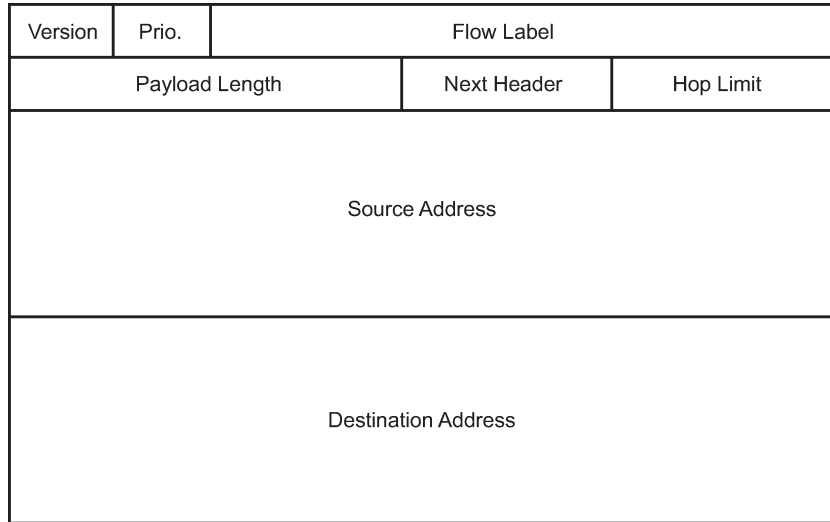 Version Prio. Flow Label
Payload Length Next Header Hop Limit
Source Address
Destination Address